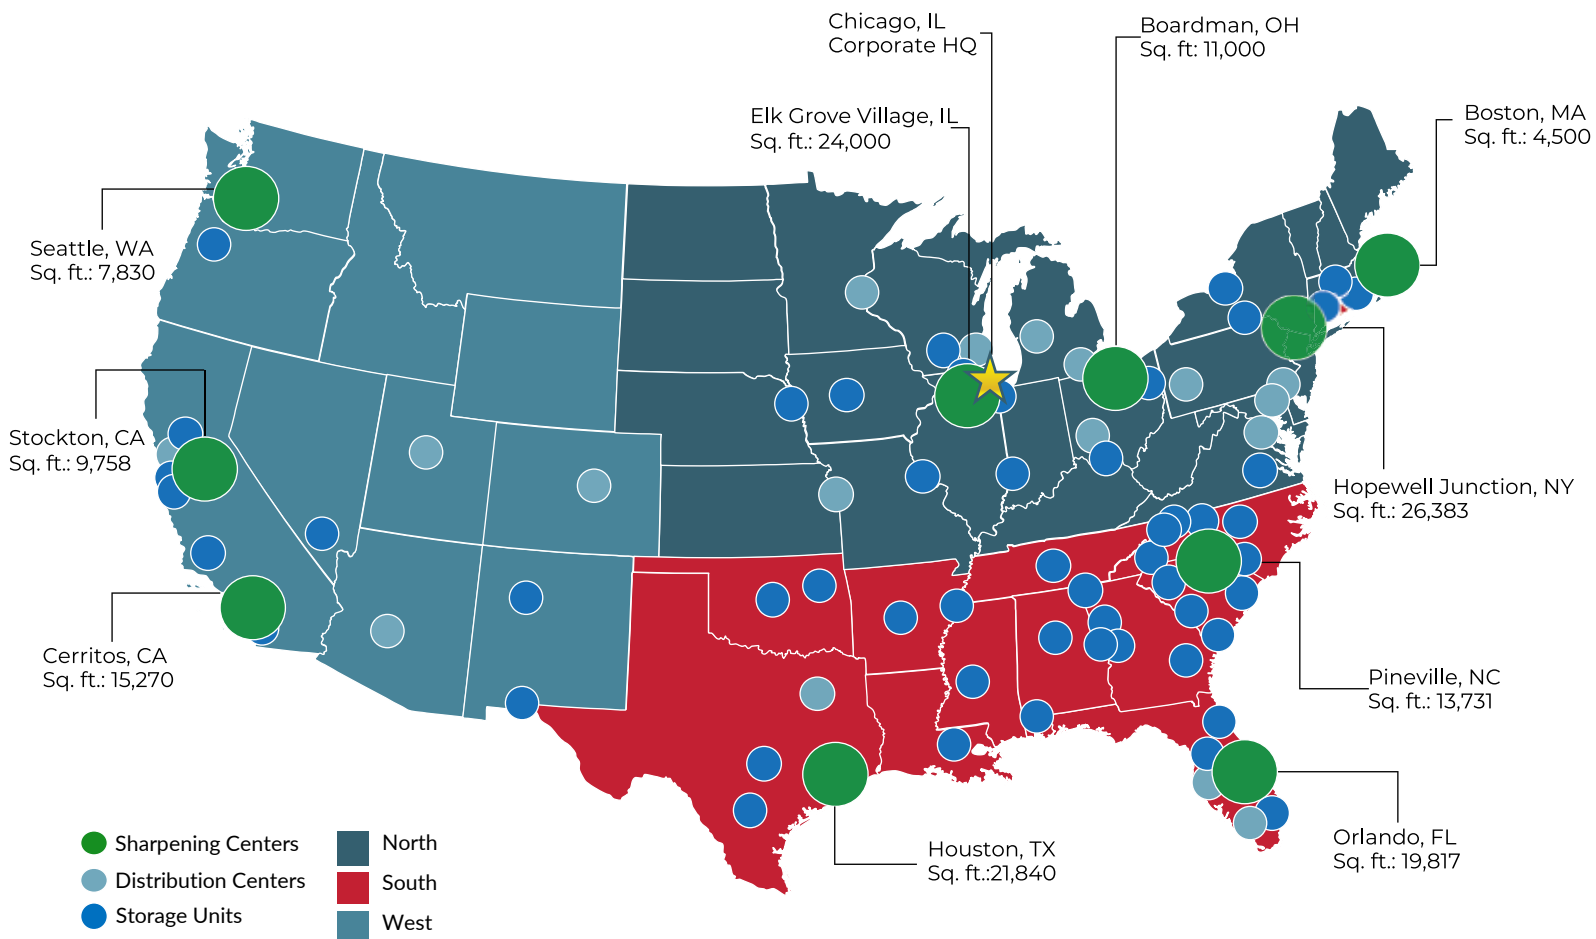 Chicago, IL
Corporate HQ
Boardman, OH
Sq. ft: 11,000
Elk Grove Village, IL
Sq. ft.: 24,000
Boston, MA
Sq. ft.: 4,500
Seattle, WA
Sq. ft.: 7,830
Stockton, CA
Sq. ft.: 9,758
Hopewell Junction, NY
Sq. ft.: 26,383
Cerritos, CA
Sq. ft.: 15,270
Pineville, NC
Sq. ft.: 13,731
Houston, TX
Sq. ft.:21,840
Orlando, FL
Sq. ft.: 19,817
Sharpening Centers
Distribution Centers
Storage Units
North
South
West